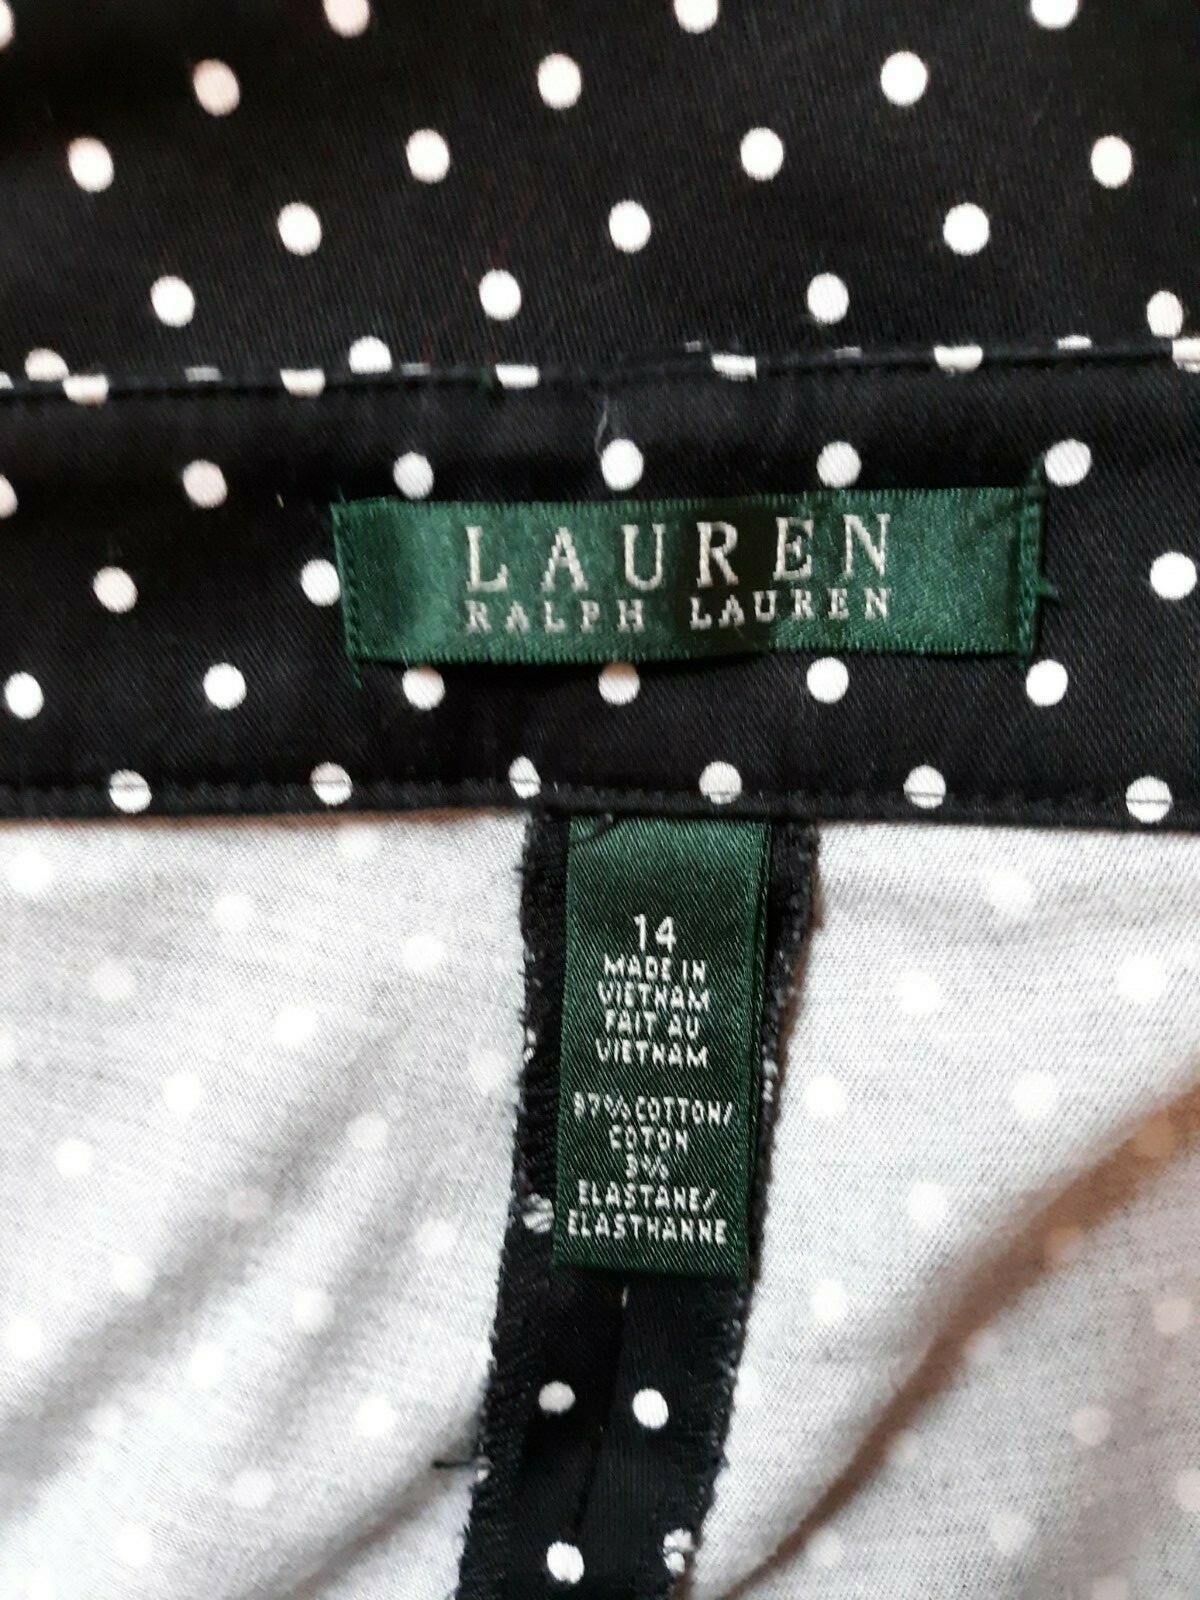 LAUREN
RALPH LAUREN
14
MADE IN
VIETNAM
FAIT AU
VIETNAM
97% COTTON/
COTON
3%
ELASTANE/
ELASTHANNE